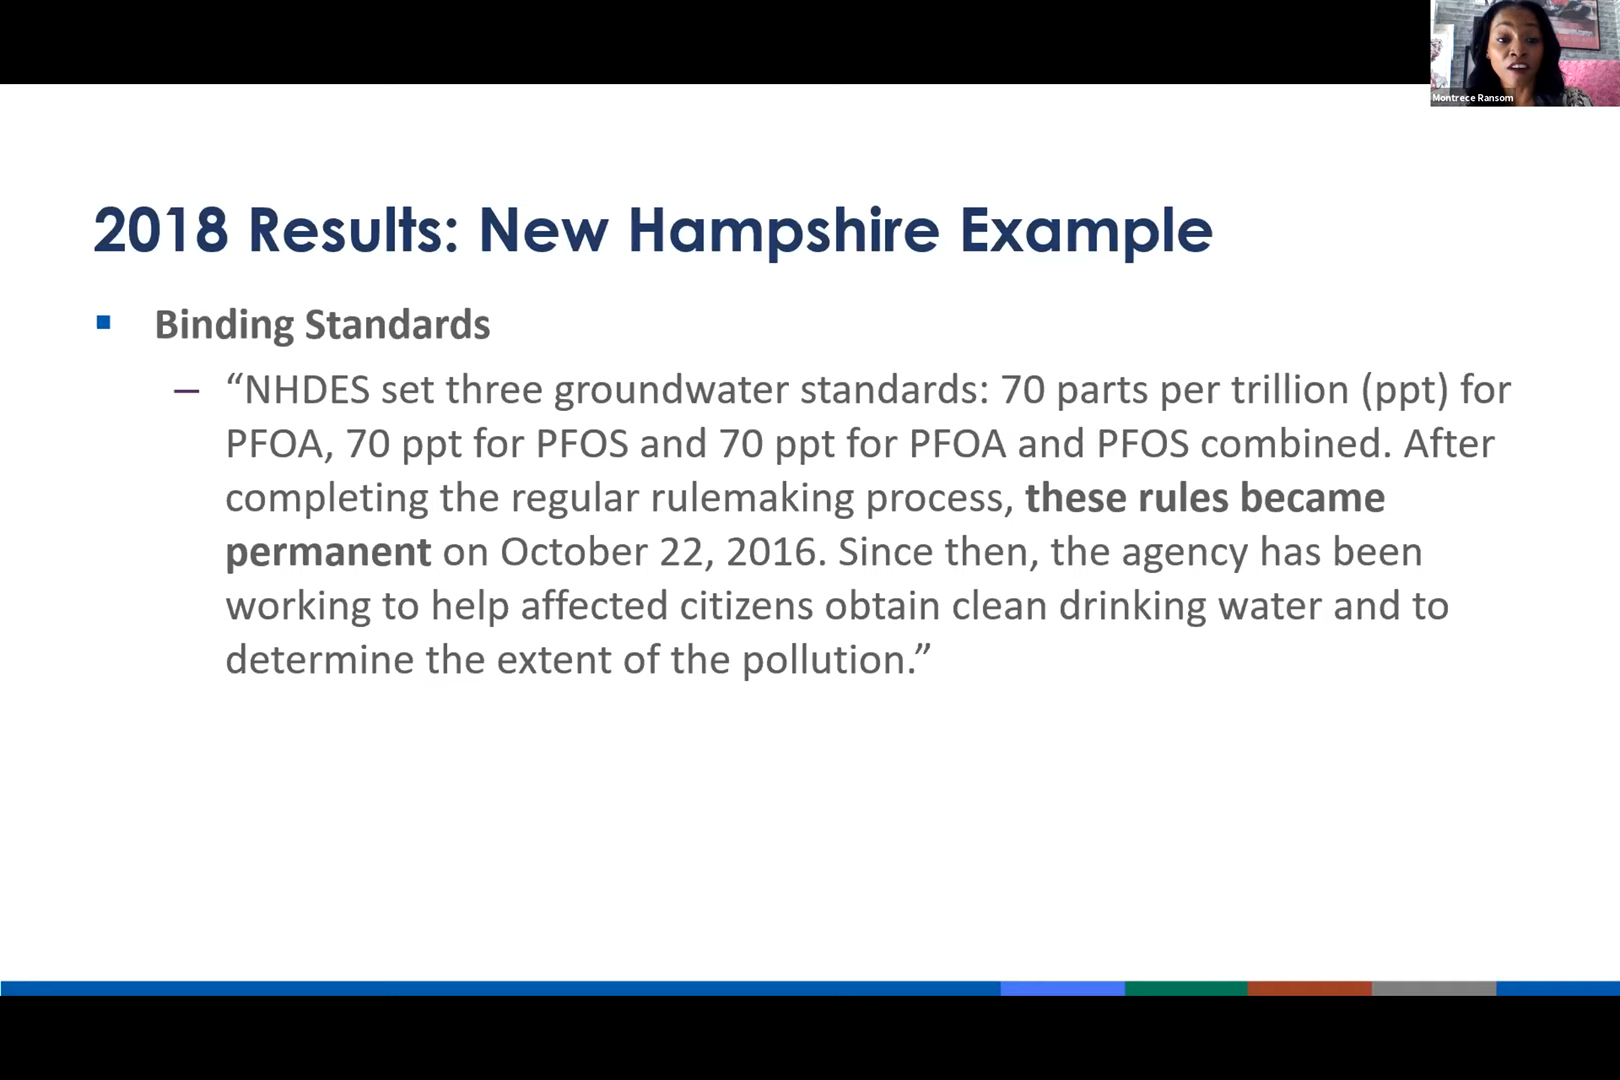 Montrece Ransom
2018 Results: New Hampshire Example
Binding Standards
– “NHDES set three groundwater standards: 70 parts per trillion (ppt) for
PFOA, 70 ppt for PFOS and 70 ppt for PFOA and PFOS combined. After
completing the regular rulemaking process, these rules became
permanent on October 22, 2016. Since then, the agency has been
working to help affected citizens obtain clean drinking water and to
determine the extent of the pollution.”